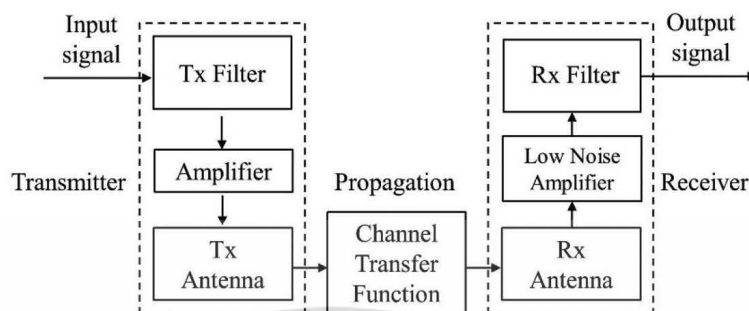 Input
signal
Tx Filter
Transmitter
Amplifier
Tx
Antenna
Propagation
Channel
Transfer
Function
Output
signal
Rx Filter
Low Noise
Amplifier
Receiver
Rx
Antenna